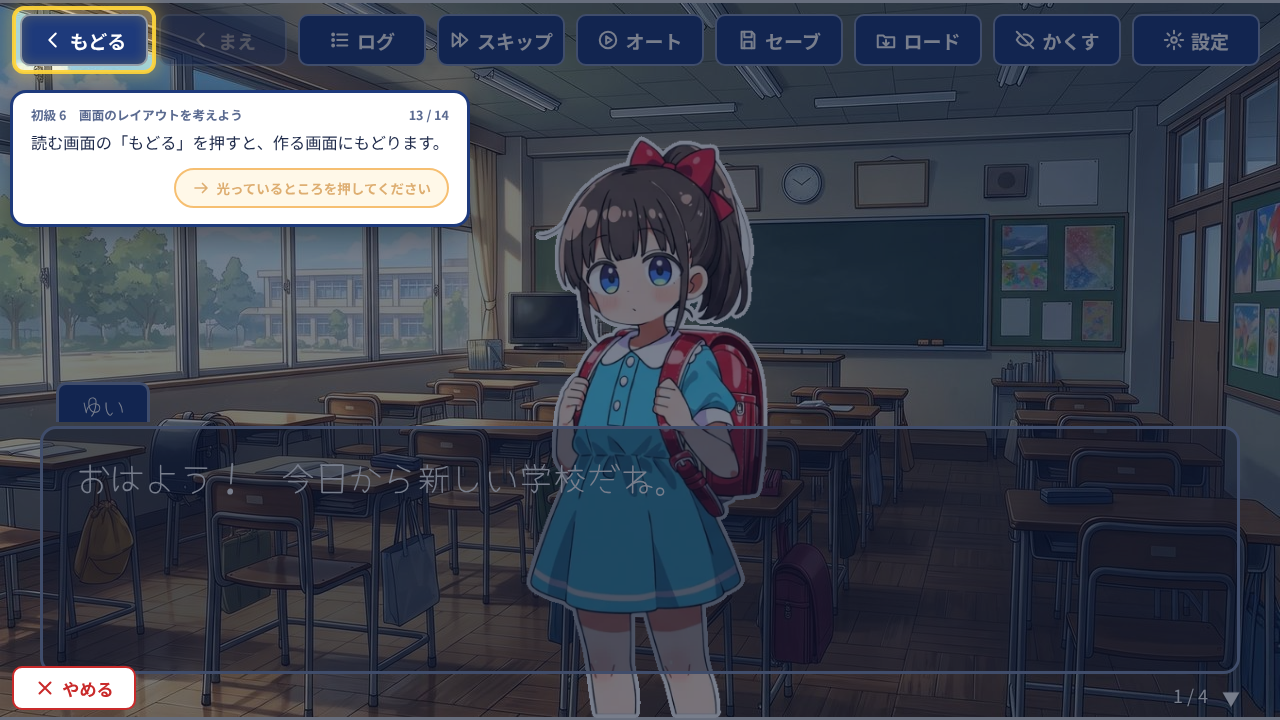 もどる
まえ
ログ
スキップ
オート
セーブ
ロード
かくす
設定
初級 6　画面のレイアウトを考えよう
13 / 14
読む画面の「もどる」を押すと、作る画面にもどります。
→ 光っているところを押してください
ゆい
おはよう！　今日から新しい学校だね。
やめる
1 / 4 ▼